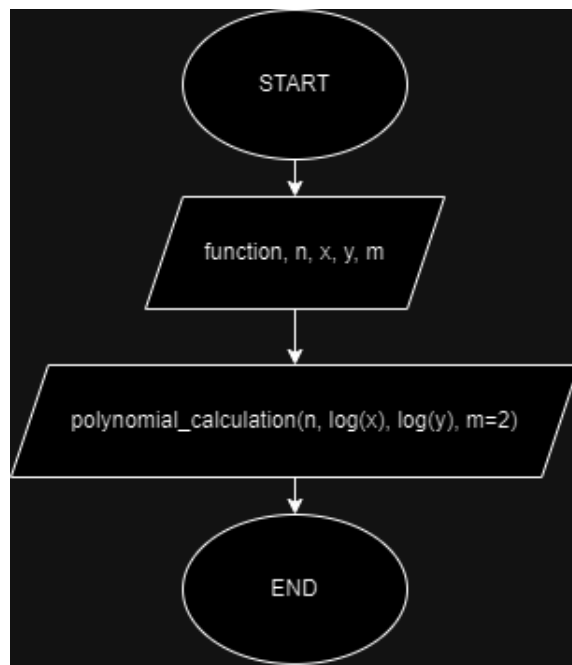 START
function, n, x, y, m
polynomial_calculation(n, log(x), log(y), m=2)
END